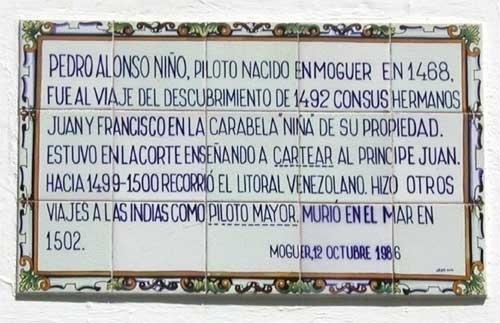 PEDRO ALONSO NIÑO, PILOTO NACIDO EN MOGUER EN 1468,
FUE AL VIAJE DEL DESCUBRIMIENTO DE 1492 CON SUS HERMANOS
JUAN Y FRANCISCO EN LA CARABELA "NIÑA" DE SU PROPIEDAD.
ESTUVO EN LA CORTE ENSEÑANDO A CARTEAR AL PRINCIPE JUAN.
HACIA 1499-1500 RECORRIÓ EL LITORAL VENEZOLANO. HIZO OTROS
VIAJES A LAS INDIAS COMO PILOTO MAYOR. MURIÓ EN EL MAR EN
1502.
MOGUER, 12 OCTUBRE 1986